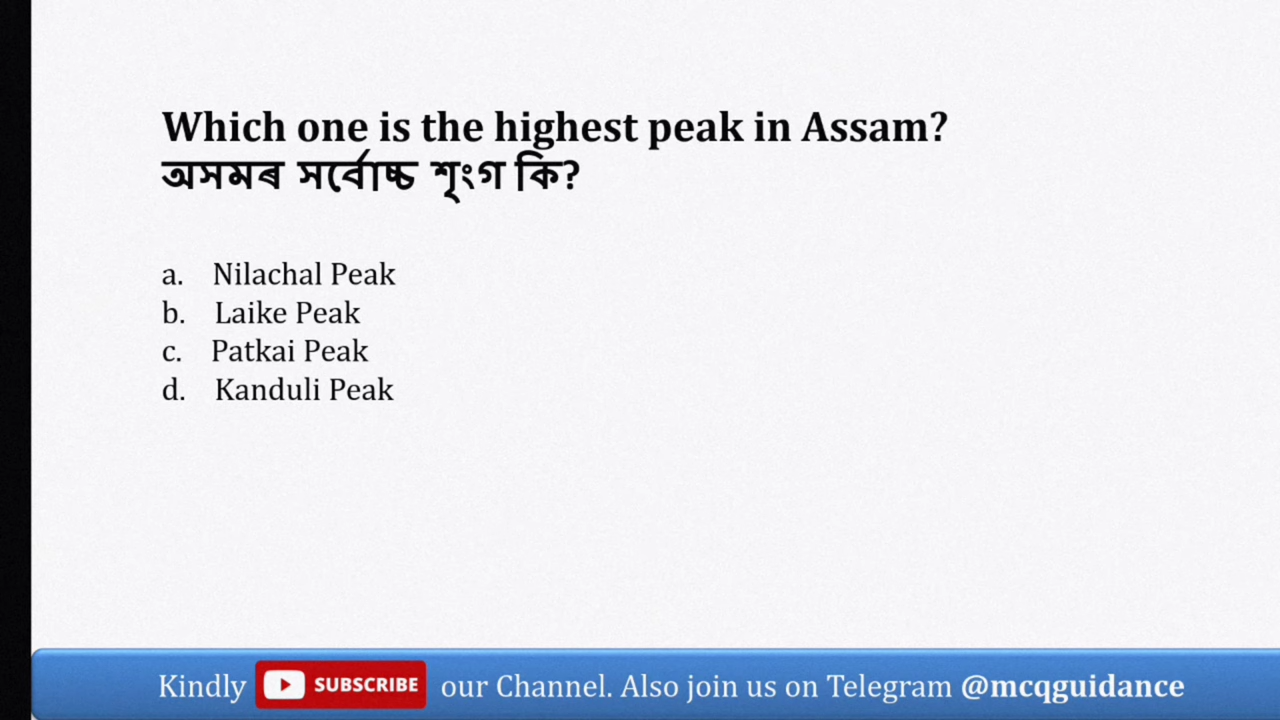 Which one is the highest peak in Assam?
অসমৰ সৰ্বোচ্চ শৃংগ কি?
a. Nilachal Peak
b. Laike Peak
c. Patkai Peak
d. Kanduli Peak
Kindly SUBSCRIBE our Channel. Also join us on Telegram @mcqguidance